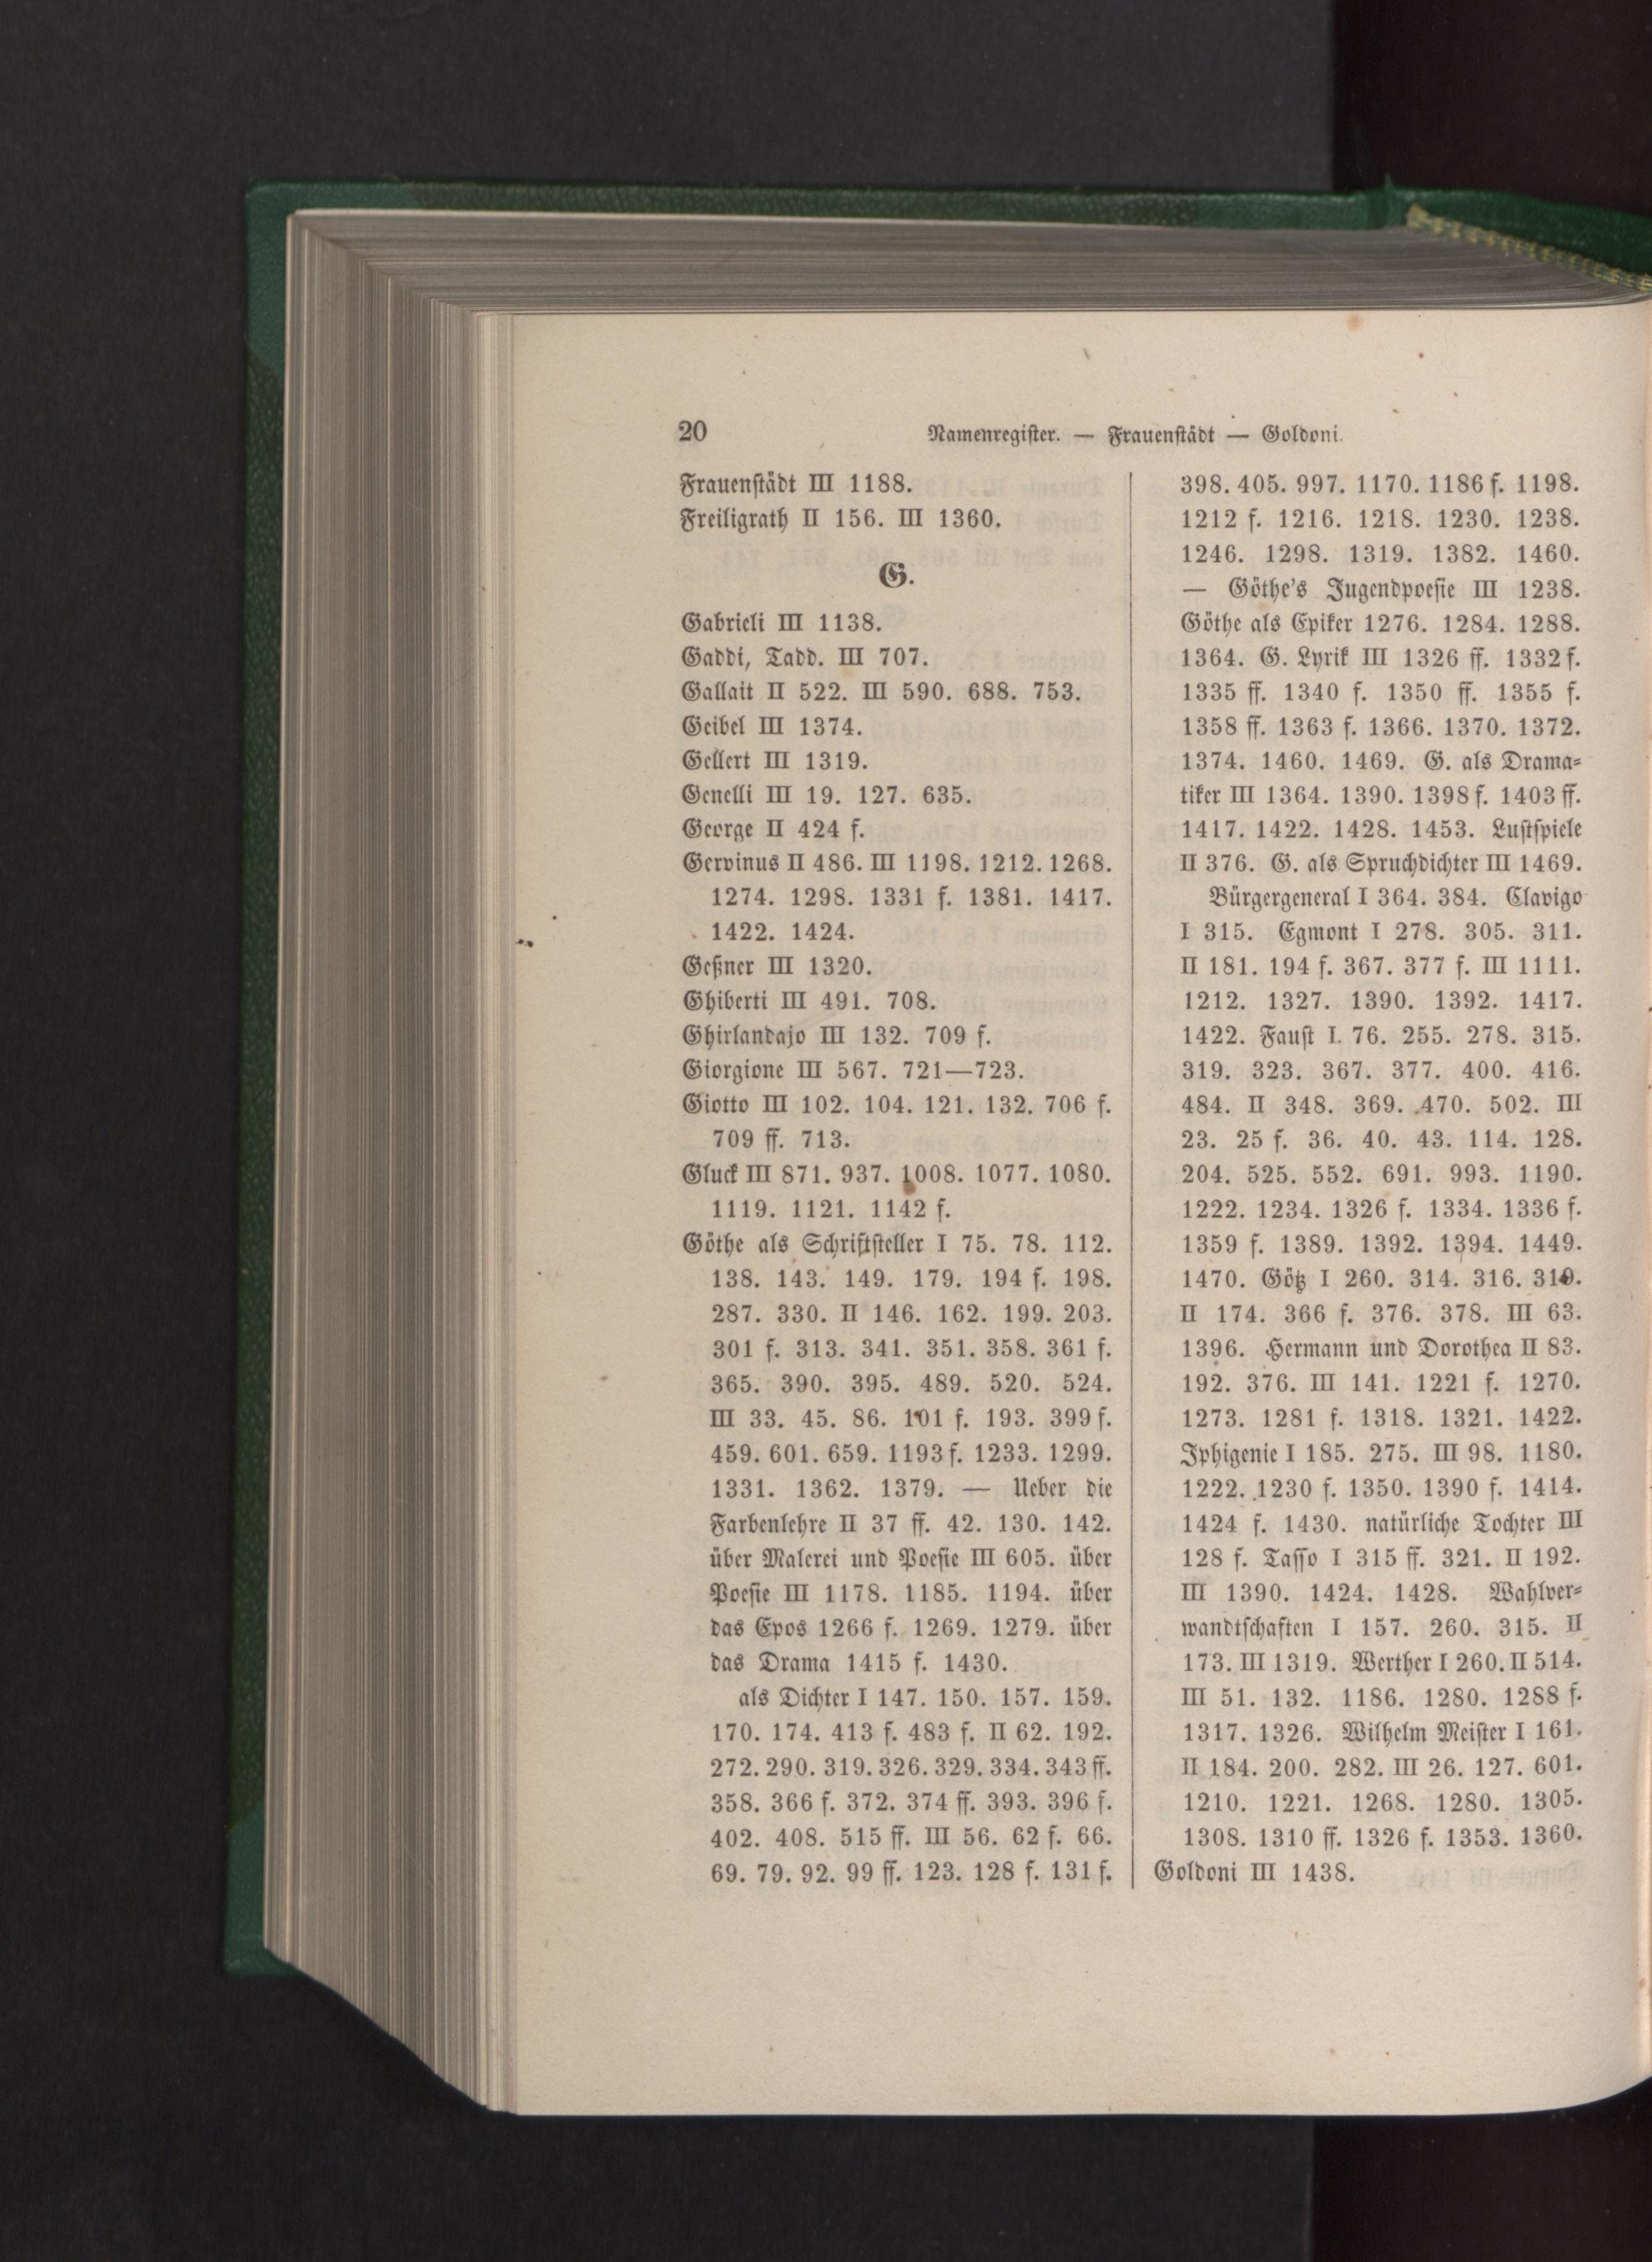 20
Namenregister. — Frauenstädt — Goldoni.
Frauenstädt III 1188.
Freiligrath II 156. III 1360.
G.
Gabrieli III 1138.
Gaddi, Tadd. III 707.
Gallait II 522. III 590. 688. 753.
Geibel III 1374.
Gellert III 1319.
Genelli III 19. 127. 635.
George II 424 f.
Gervinus II 486. III 1198. 1212. 1268.
1274. 1298. 1331 f. 1381. 1417.
1422. 1424.
Geßner III 1320.
Ghiberti III 491. 708.
Ghirlandajo III 132. 709 f.
Giorgione III 567. 721—723.
Giotto III 102. 104. 121. 132. 706 f.
709 ff. 713.
Gluck III 871. 937. 1008. 1077. 1080.
1119. 1121. 1142 f.
Göthe als Schriftsteller I 75. 78. 112.
138. 143. 149. 179. 194 f. 198.
287. 330. II 146. 162. 199. 203.
301 f. 313. 341. 351. 358. 361 f.
365. 390. 395. 489. 520. 524.
III 33. 45. 86. 101 f. 193. 399 f.
459. 601. 659. 1193 f. 1233. 1299.
1331. 1362. 1379. — Ueber die
Farbenlehre II 37 ff. 42. 130. 142.
über Malerei und Poesie III 605. über
Poesie III 1178. 1185. 1194. über
das Epos 1266 f. 1269. 1279. über
das Drama 1415 f. 1430.
als Dichter I 147. 150. 157. 159.
170. 174. 413 f. 483 f. II 62. 192.
272. 290. 319. 326. 329. 334. 343 ff.
358. 366 f. 372. 374 ff. 393. 396 f.
402. 408. 515 ff. III 56. 62 f. 66.
69. 79. 92. 99 ff. 123. 128 f. 131 f.
398. 405. 997. 1170. 1186 f. 1198.
1212 f. 1216. 1218. 1230. 1238.
1246. 1298. 1319. 1382. 1460.
— Göthe's Jugendpoesie III 1238.
Göthe als Epiker 1276. 1284. 1288.
1364. G. Lyrik III 1326 ff. 1332 f.
1335 ff. 1340 f. 1350 ff. 1355 f.
1358 ff. 1363 f. 1366. 1370. 1372.
1374. 1460. 1469. G. als Drama-
tiker III 1364. 1390. 1398 f. 1403 ff.
1417. 1422. 1428. 1453. Lustspiele
II 376. G. als Spruchdichter III 1469.
Bürgergeneral I 364. 384. Clavigo
I 315. Egmont I 278. 305. 311.
II 181. 194 f. 367. 377 f. III 1111.
1212. 1327. 1390. 1392. 1417.
1422. Faust I. 76. 255. 278. 315.
319. 323. 367. 377. 400. 416.
484. II 348. 369. 470. 502. III
23. 25 f. 36. 40. 43. 114. 128.
204. 525. 552. 691. 993. 1190.
1222. 1234. 1326 f. 1334. 1336 f.
1359 f. 1389. 1392. 1394. 1449.
1470. Götz I 260. 314. 316. 319.
II 174. 366 f. 376. 378. III 63.
1396. Hermann und Dorothea II 83.
192. 376. III 141. 1221 f. 1270.
1273. 1281 f. 1318. 1321. 1422.
Iphigenie I 185. 275. III 98. 1180.
1222. 1230 f. 1350. 1390 f. 1414.
1424 f. 1430. natürliche Tochter III
128 f. Tasso I 315 ff. 321. II 192.
III 1390. 1424. 1428. Wahlver-
wandtschaften I 157. 260. 315. II
173. III 1319. Werther I 260. II 514.
III 51. 132. 1186. 1280. 1288 f.
1317. 1326. Wilhelm Meister I 161.
II 184. 200. 282. III 26. 127. 601.
1210. 1221. 1268. 1280. 1305.
1308. 1310 ff. 1326 f. 1353. 1360.
Goldoni III 1438.